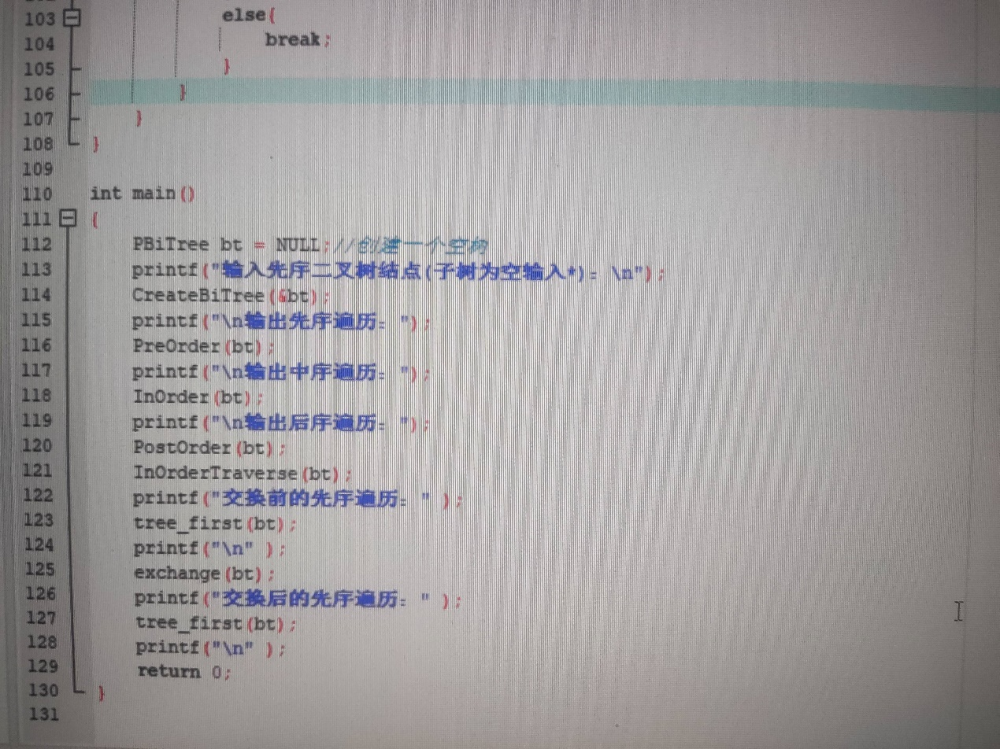 103 else{
104 break;
105 }
106 }
107 }
108 }
109
110 int main()
111 {
112 PBiTree bt = NULL;//创建一个空树
113 printf("输入先序二叉树结点(子树为空输入*)：\n");
114 CreateBiTree(&bt);
115 printf("\n输出先序遍历：");
116 PreOrder(bt);
117 printf("\n输出中序遍历：");
118 InOrder(bt);
119 printf("\n输出后序遍历：");
120 PostOrder(bt);
121 InOrderTraverse(bt);
122 printf("交换前的先序遍历：" );
123 tree_first(bt);
124 printf("\n" );
125 exchange(bt);
126 printf("交换后的先序遍历：" );
127 tree_first(bt);
128 printf("\n" );
129 return 0;
130 }
131